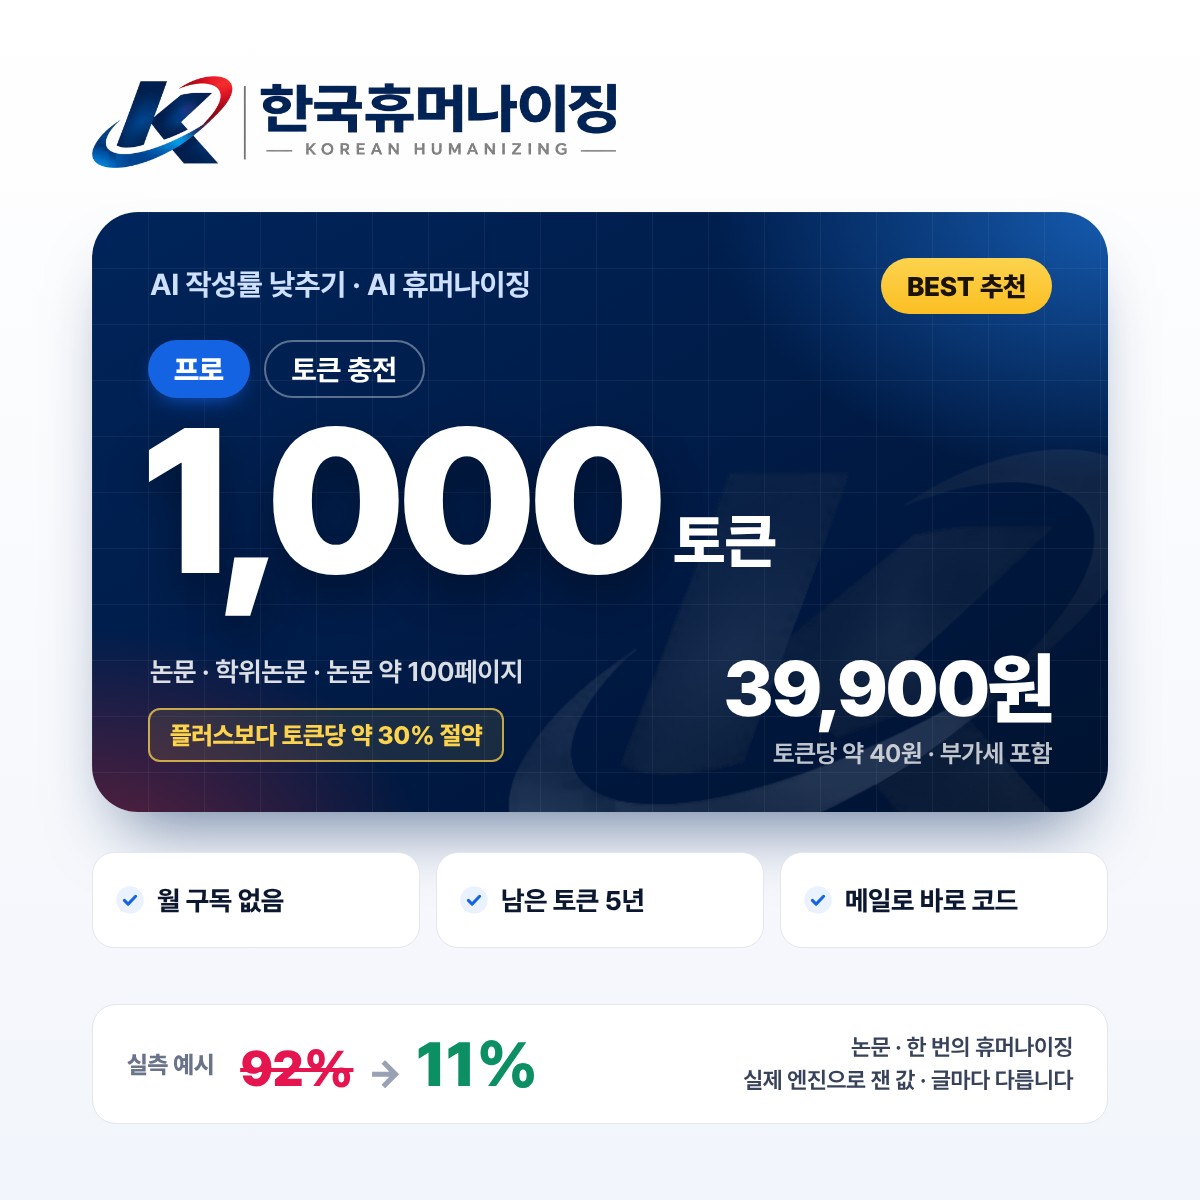 한국휴머나이징
KOREAN HUMANIZING
AI 작성률 낮추기 · AI 휴머나이징
BEST 추천
프로
토큰 충전
1,000 토큰
논문 · 학위논문 · 논문 약 100페이지
플러스보다 토큰당 약 30% 절약
39,900원
토큰당 약 40원 · 부가세 포함
월 구독 없음
남은 토큰 5년
메일로 바로 코드
실측 예시 92% → 11%
논문 · 한 번의 휴머나이징
실제 엔진으로 잰 값 · 글마다 다릅니다